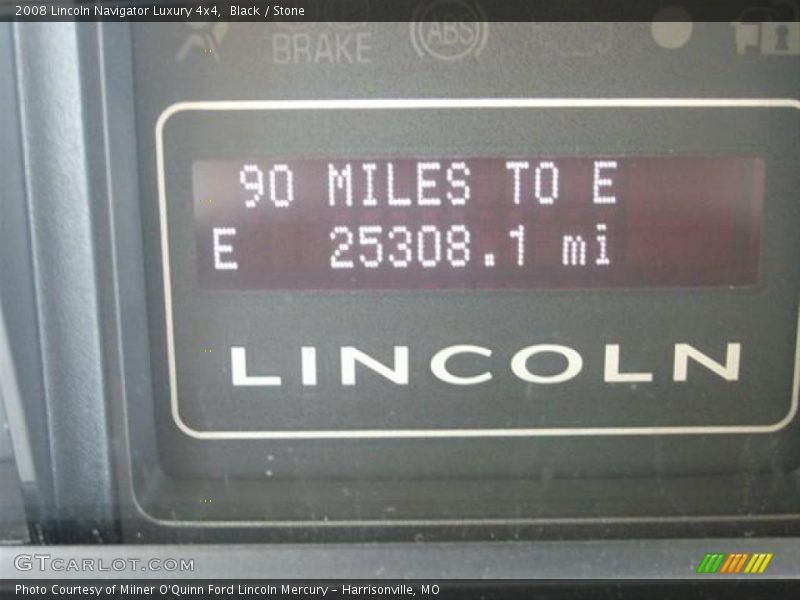 2008 Lincoln Navigator Luxury 4x4,  Black / Stone
BRAKE
ABS
90 MILES TO E
E 25308.1 mi
LINCOLN
GTCARLOT.COM
Photo Courtesy of Milner O'Quinn Ford Lincoln Mercury – Harrisonville, MO